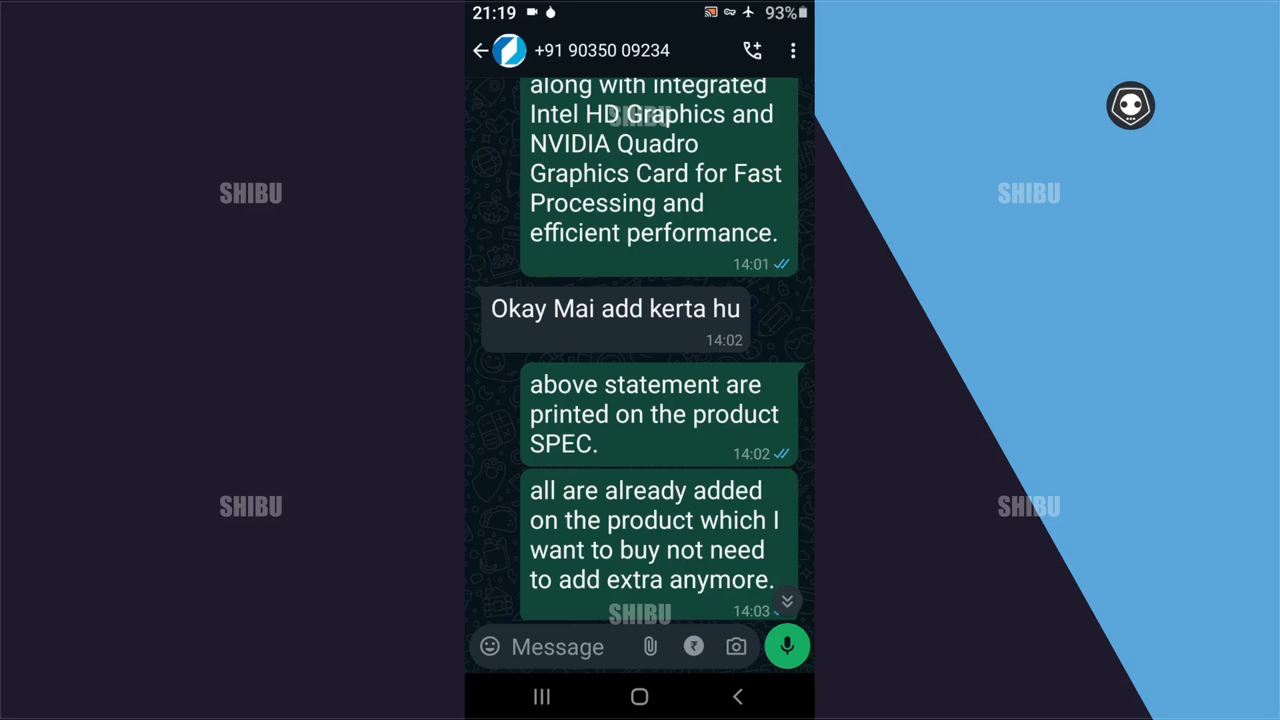 21:19
93%
+91 90350 09234
along with integrated
Intel HD Graphics and
NVIDIA Quadro
Graphics Card for Fast
Processing and
efficient performance.
14:01
Okay Mai add kerta hu
14:02
above statement are
printed on the product
SPEC.
14:02
all are already added
on the product which I
want to buy not need
to add extra anymore.
14:03
Message
SHIBU
SHIBU
SHIBU
SHIBU
SHIBU
SHIBU